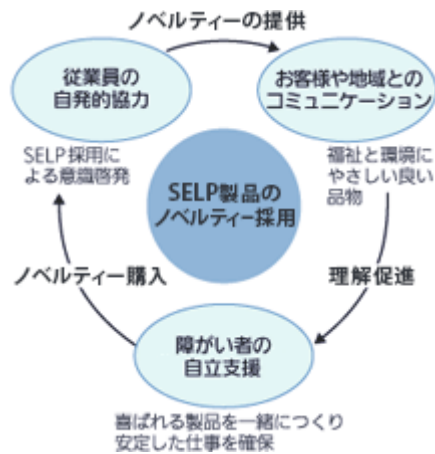 ノベルティーの提供
従業員の
自発的協力
お客様や地域との
コミュニケーション
SELP採用に
よる意識啓発
福祉と環境に
やさしい良い
品物
SELP製品の
ノベルティー採用
ノベルティー購入
理解促進
障がい者の
自立支援
喜ばれる製品を一緒につくり
安定した仕事を確保